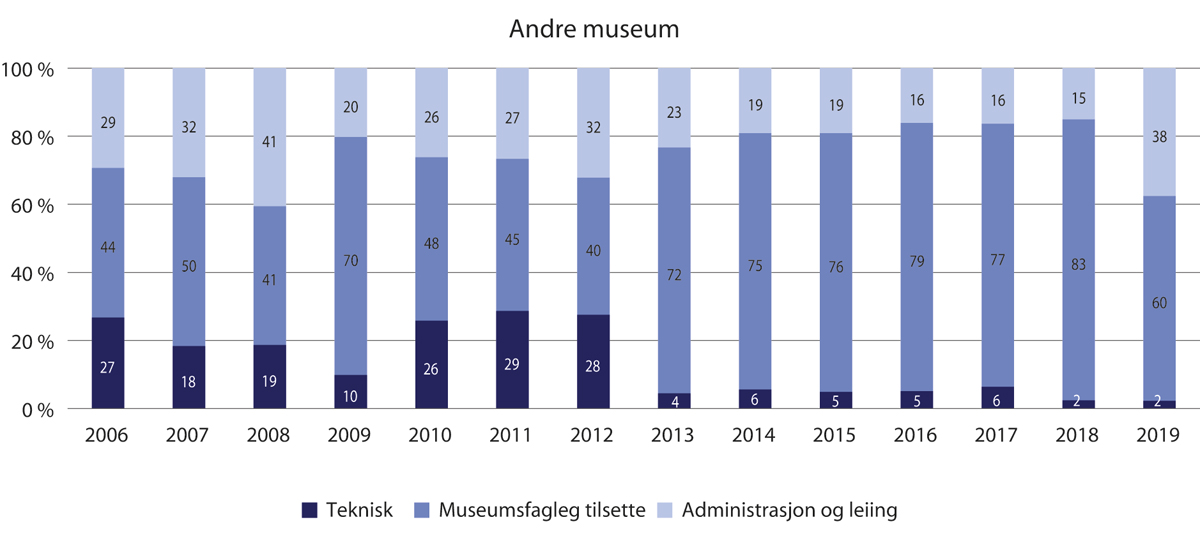 Andre museum
100 %
80 %
60 %
40 %
20 %
0 %
29 32 41 20 26 27 32 23 19 19 16 16 15 38
44 50 41 70 48 45 40 72 75 76 79 77 83 60
27 18 19 10 26 29 28 4 6 5 5 6 2 2
2006 2007 2008 2009 2010 2011 2012 2013 2014 2015 2016 2017 2018 2019
Teknisk Museumsfagleg tilsette Administrasjon og leiing